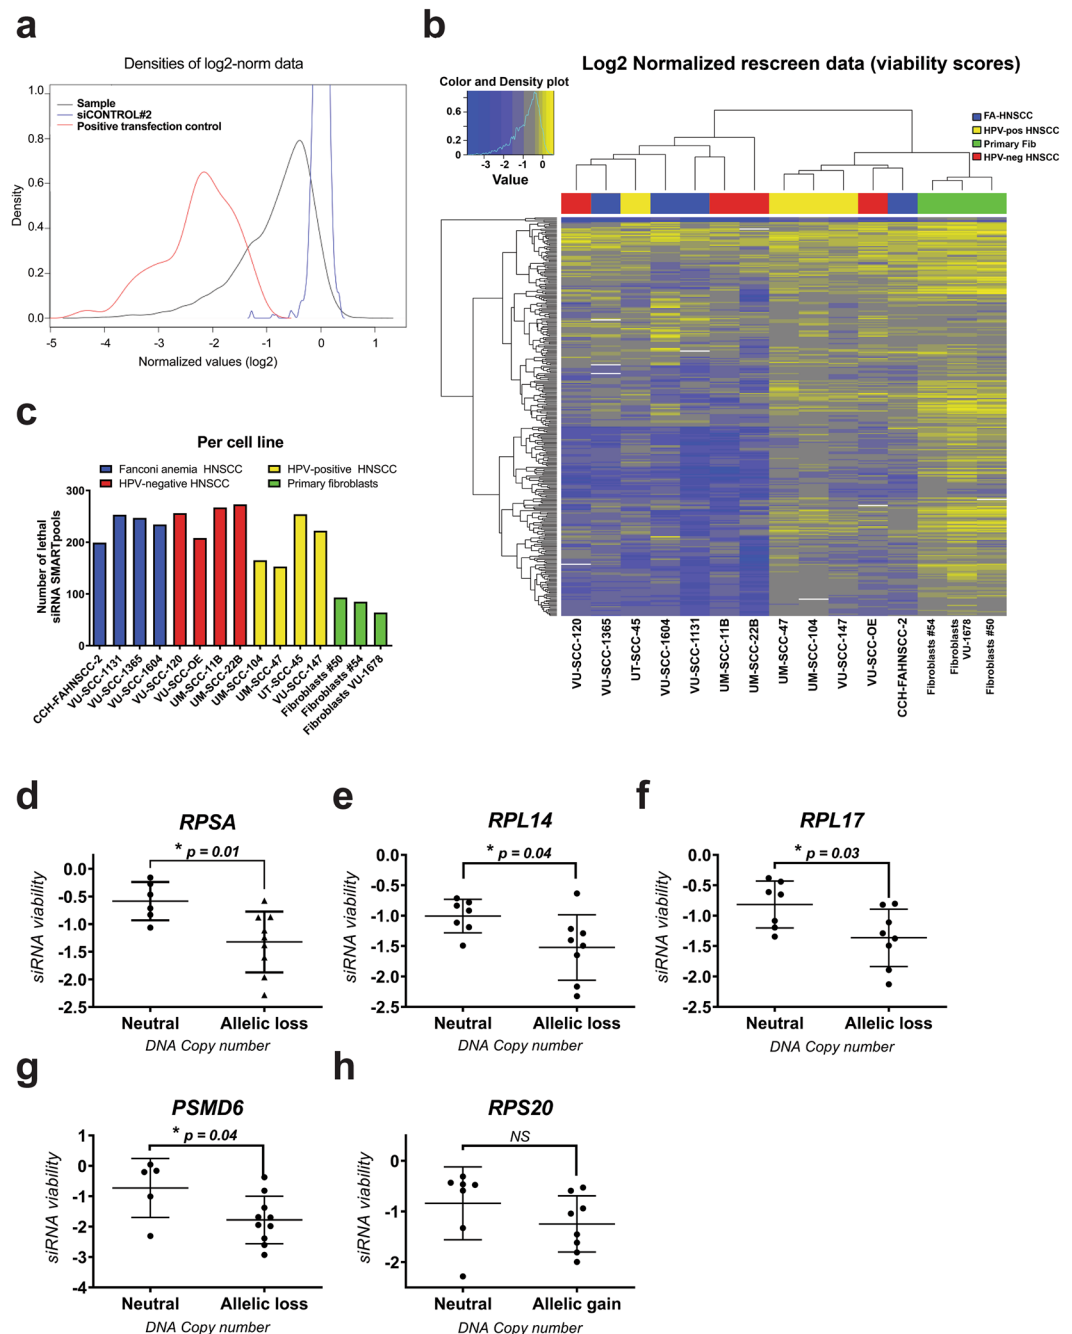 a
Densities of log2-norm data
1.0
0.8
0.6
0.4
0.2
0.0
Density
Sample
siCONTROL#2
Positive transfection control
-5 -4 -3 -2 -1 0 1
Normalized values (log2)
b
Log2 Normalized rescreen data (viability scores)
Color and Density plot
0.8
0.4
0.2
0
-3 -2 -1 0
Value
FA-HNSCC
HPV-pos HNSCC
Primary Fib
HPV-neg HNSCC
VU-SCC-120
VU-SCC-1365
UT-SCC-45
VU-SCC-1604
VU-SCC-1131
UM-SCC-11B
UM-SCC-22B
UM-SCC-47
UM-SCC-104
VU-SCC-147
VU-SCC-OE
CCH-FAHNSCC-2
Fibroblasts #54
Fibroblasts
VU-1678
Fibroblasts #50
c
Per cell line
Fanconi anemia HNSCC
HPV-positive HNSCC
HPV-negative HNSCC
Primary fibroblasts
300
200
100
0
Number of lethal
siRNA SMARTpools
CCH-FAHNSCC-2
VU-SCC-1131
VU-SCC-1365
VU-SCC-1604
VU-SCC-120
VU-SCC-OE
UM-SCC-11B
UM-SCC-22B
UM-SCC-104
UM-SCC-47
UT-SCC-45
VU-SCC-147
Fibroblasts #50
Fibroblasts #54
Fibroblasts VU-1678
d
RPSA
* p = 0.01
0.0
-0.5
-1.0
-1.5
-2.0
-2.5
siRNA viability
Neutral Allelic loss
DNA Copy number
e
RPL14
* p = 0.04
0.0
-0.5
-1.0
-1.5
-2.0
-2.5
siRNA viability
Neutral Allelic loss
DNA Copy number
f
RPL17
* p = 0.03
0.0
-0.5
-1.0
-1.5
-2.0
-2.5
siRNA viability
Neutral Allelic loss
DNA Copy number
g
PSMD6
* p = 0.04
1
0
-1
-2
-3
-4
siRNA viability
Neutral Allelic loss
DNA Copy number
h
RPS20
NS
0
-1
-2
siRNA viability
Neutral Allelic gain
DNA Copy number